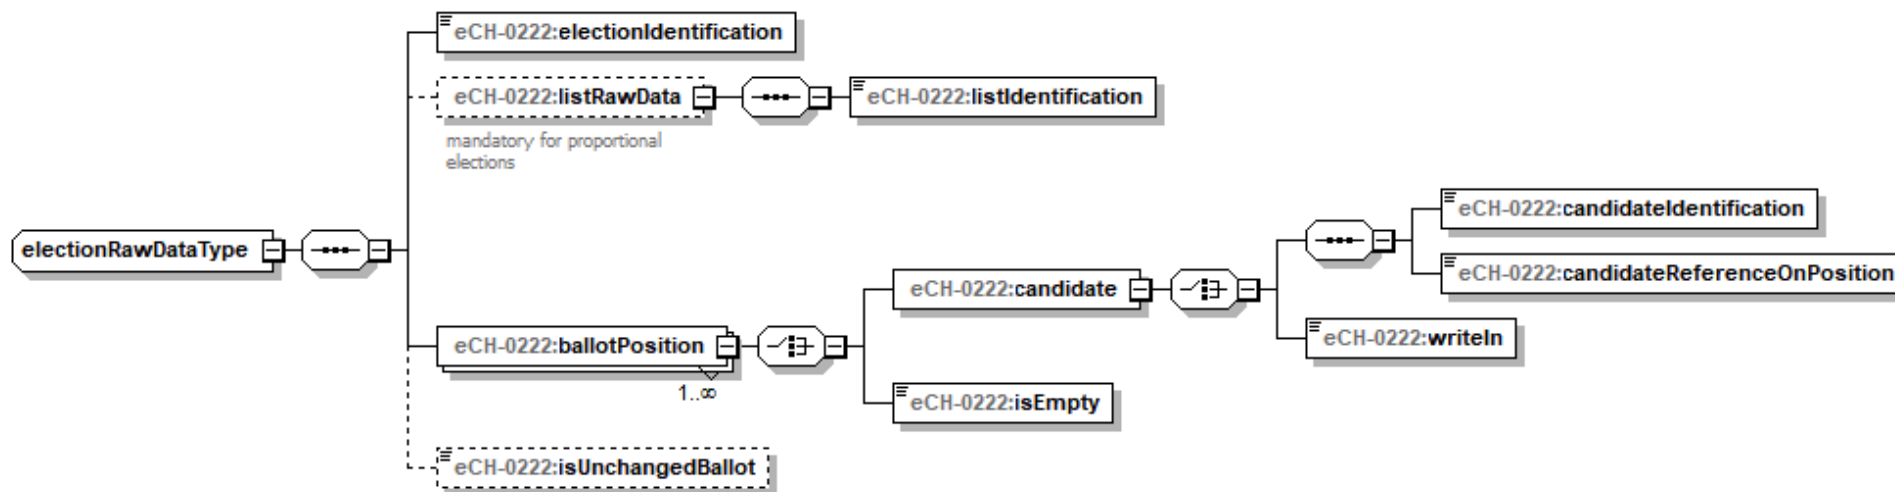 eCH-0222:electionIdentification
eCH-0222:listRawData
eCH-0222:listIdentification
mandatory for proportional
elections
electionRawDataType
eCH-0222:candidateIdentification
eCH-0222:candidateReferenceOnPosition
eCH-0222:candidate
eCH-0222:writeIn
eCH-0222:ballotPosition
1..∞
eCH-0222:isEmpty
eCH-0222:isUnchangedBallot